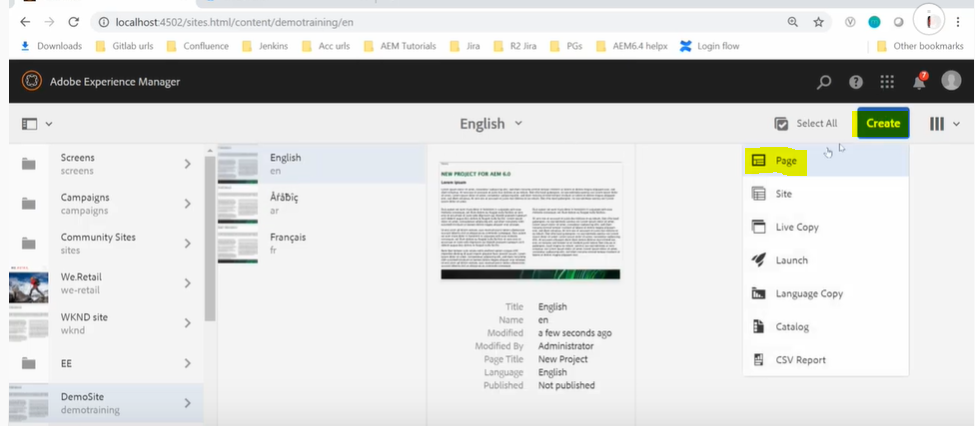 localhost:4502/sites.html/content/demotraining/en
Downloads Gitlab urls Confluence Jenkins Acc urls AEM Tutorials Jira R2 Jira PGs AEM6.4 helpx Login flow Other bookmarks
Adobe Experience Manager
7
English
Select All
Create
Screens
screens
Campaigns
campaigns
Community Sites
sites
We.Retail
we-retail
WKND site
wknd
EE
DemoSite
demotraining
English
en
ar
Français
fr
NEW PROJECT FOR AEM 6.0
Lorem Ipsum
Title English
Name en
Modified a few seconds ago
Modified By Administrator
Page Title New Project
Language English
Published Not published
Page
Site
Live Copy
Launch
Language Copy
Catalog
CSV Report